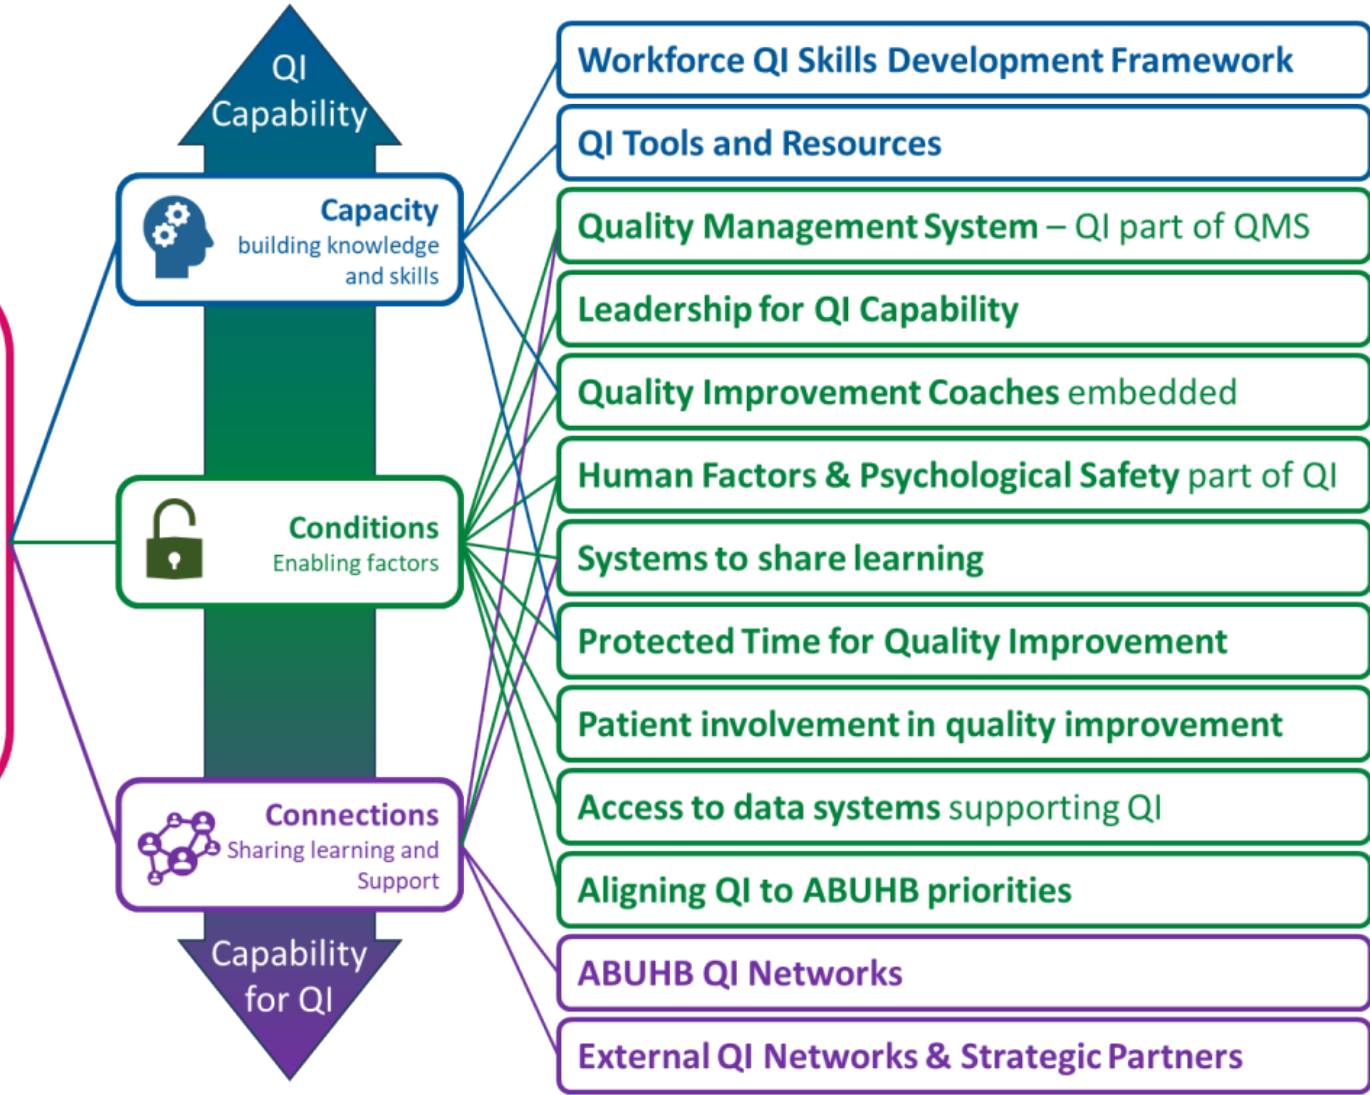 QI
Capability
Capacity
building knowledge
and skills
Conditions
Enabling factors
Connections
Sharing learning and
Support
Capability
for QI
Workforce QI Skills Development Framework
QI Tools and Resources
Quality Management System – QI part of QMS
Leadership for QI Capability
Quality Improvement Coaches embedded
Human Factors & Psychological Safety part of QI
Systems to share learning
Protected Time for Quality Improvement
Patient involvement in quality improvement
Access to data systems supporting QI
Aligning QI to ABUHB priorities
ABUHB QI Networks
External QI Networks & Strategic Partners